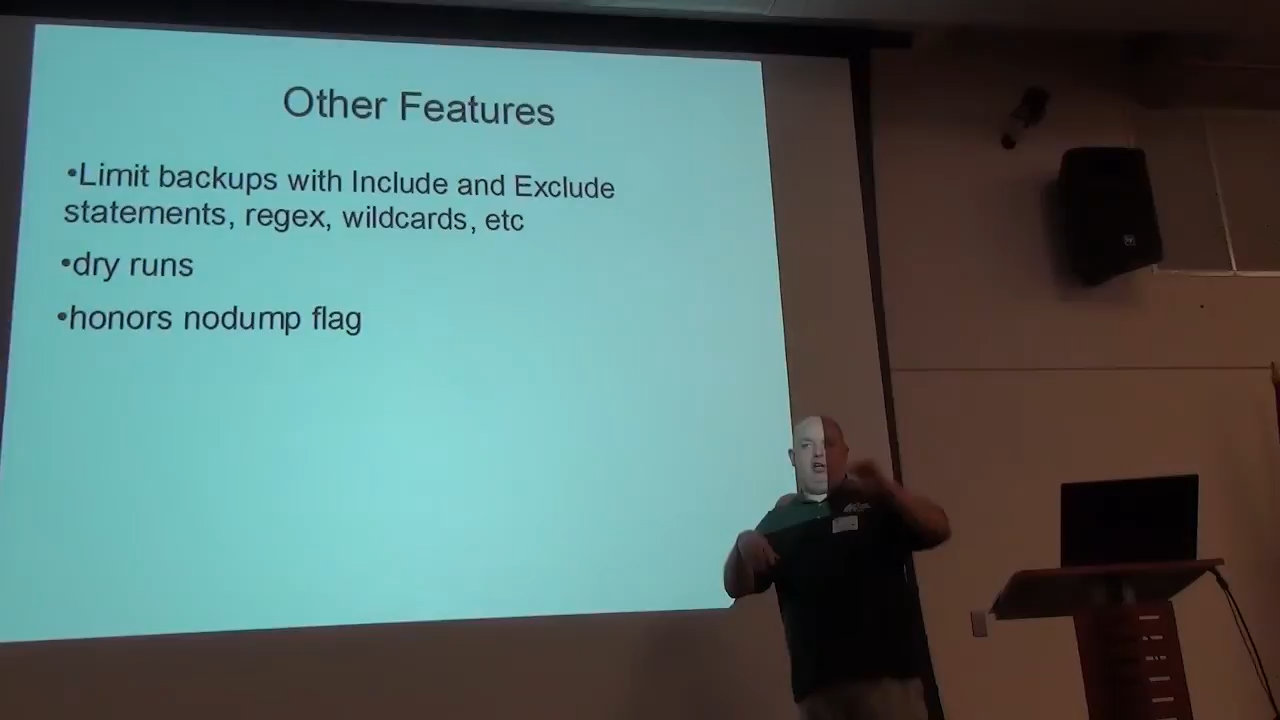 Other Features
•Limit backups with Include and Exclude
statements, regex, wildcards, etc
•dry runs
•honors nodump flag